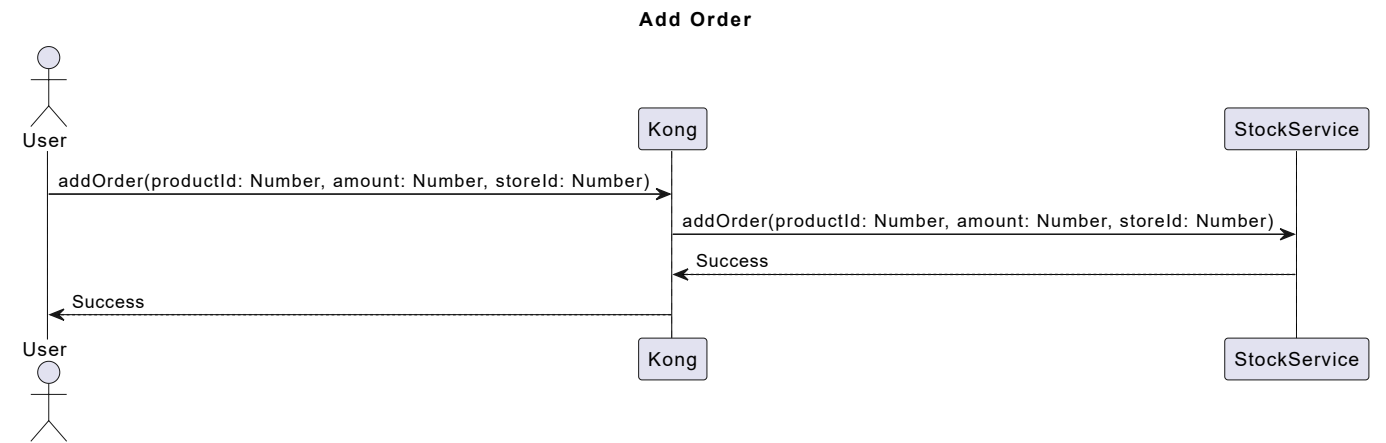 Add Order
User
Kong
StockService
addOrder(productId: Number, amount: Number, storeId: Number)
addOrder(productId: Number, amount: Number, storeId: Number)
Success
Success
User
Kong
StockService